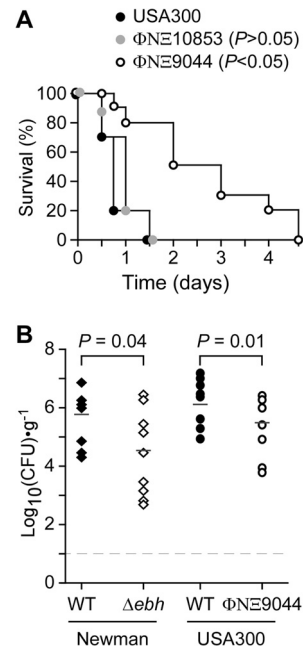 A
USA300
ΦΝΞ10853 (P>0.05)
ΦΝΞ9044 (P<0.05)
Survival (%)
100
80
60
40
20
0
0 1 2 3 4
Time (days)
B
P = 0.04 P = 0.01
Log10(CFU)•g-1
8
6
4
2
0
WT Δebh WT ΦΝΞ9044
Newman USA300